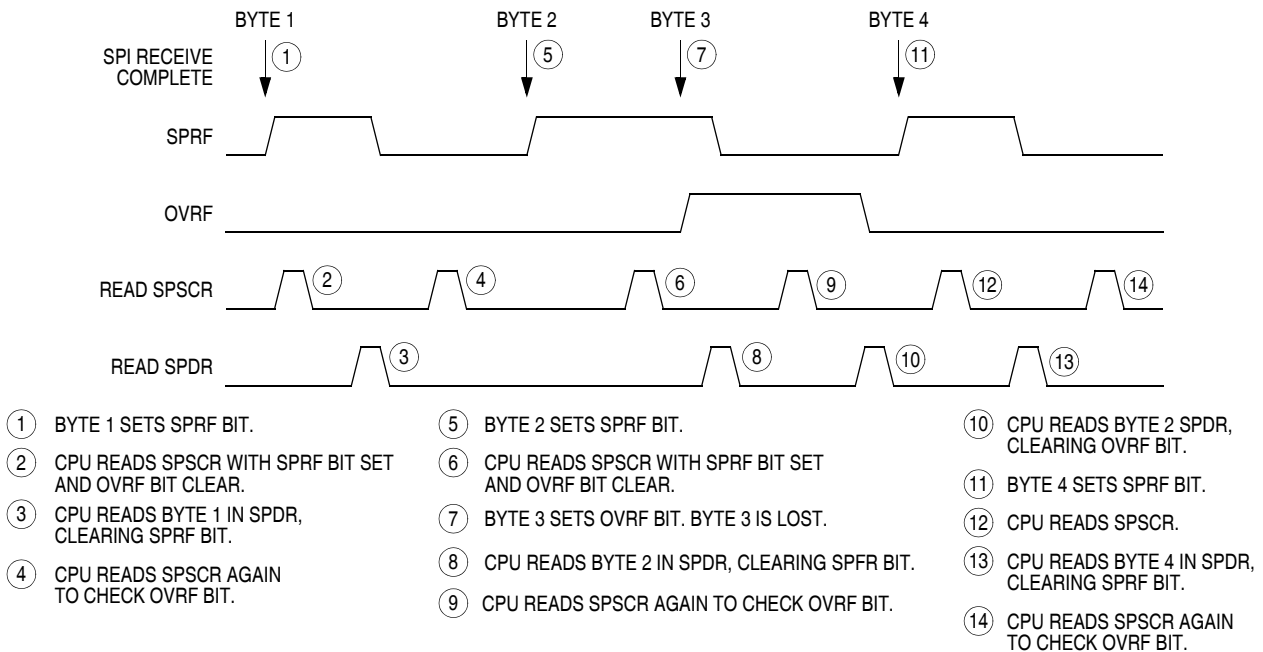 BYTE 1 BYTE 2 BYTE 3 BYTE 4
SPI RECEIVE
COMPLETE
1 5 7 11
SPRF
OVRF
READ SPSCR
2 4 6 9 12 14
READ SPDR
3 8 10 13
1 BYTE 1 SETS SPRF BIT.
2 CPU READS SPSCR WITH SPRF BIT SET
AND OVRF BIT CLEAR.
3 CPU READS BYTE 1 IN SPDR,
CLEARING SPRF BIT.
4 CPU READS SPSCR AGAIN
TO CHECK OVRF BIT.
5 BYTE 2 SETS SPRF BIT.
6 CPU READS SPSCR WITH SPRF BIT SET
AND OVRF BIT CLEAR.
7 BYTE 3 SETS OVRF BIT. BYTE 3 IS LOST.
8 CPU READS BYTE 2 IN SPDR, CLEARING SPFR BIT.
9 CPU READS SPSCR AGAIN TO CHECK OVRF BIT.
10 CPU READS BYTE 2 SPDR,
CLEARING OVRF BIT.
11 BYTE 4 SETS SPRF BIT.
12 CPU READS SPSCR.
13 CPU READS BYTE 4 IN SPDR,
CLEARING SPRF BIT.
14 CPU READS SPSCR AGAIN
TO CHECK OVRF BIT.